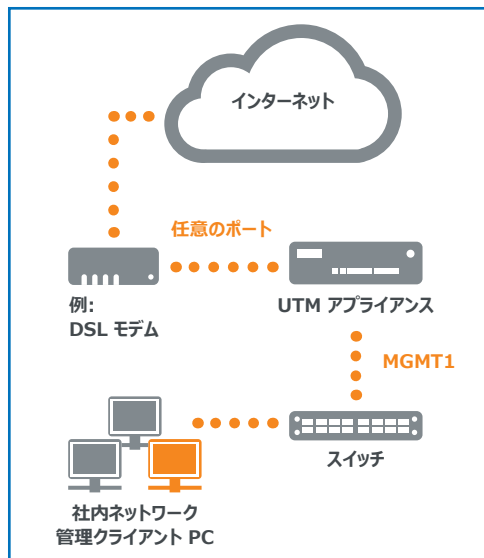 インターネット
任意のポート
例:
DSL モデム
UTM アプライアンス
MGMT1
スイッチ
社内ネットワーク
管理クライアント PC